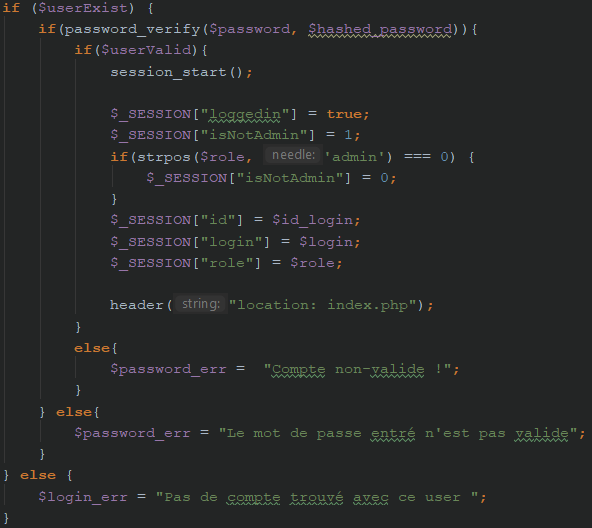 if ($userExist) {
if(password_verify($password, $hashed_password)){
if($userValid){
session_start();
$_SESSION["loggedin"] = true;
$_SESSION["isNotAdmin"] = 1;
if(strpos($role, needle: 'admin') === 0) {
$_SESSION["isNotAdmin"] = 0;
}
$_SESSION["id"] = $id_login;
$_SESSION["login"] = $login;
$_SESSION["role"] = $role;
header( string: "location: index.php");
}
else{
$password_err =  "Compte non-valide !";
}
} else{
$password_err = "Le mot de passe entré n'est pas valide";
}
} else {
$login_err = "Pas de compte trouvé avec ce user ";
}